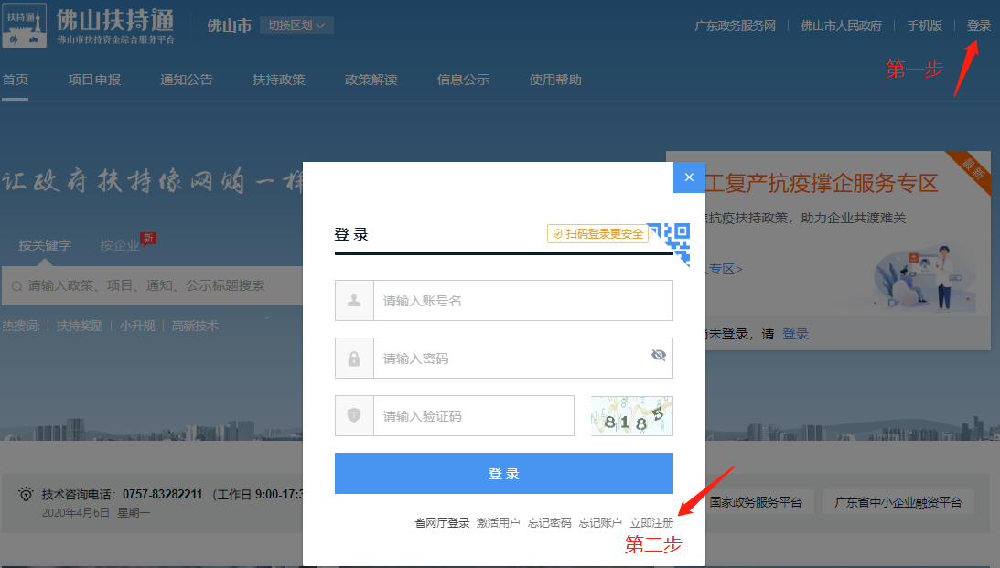 扶持通
佛山
佛山扶持通
佛山市扶持资金综合服务平台
佛山市
切换区划
广东政务服务网
佛山市人民政府
手机版
登录
第一步
首页
项目申报
通知公告
扶持政策
政策解读
信息公示
使用帮助
让政府扶持像网购一样
最新
工复产抗疫撑企服务专区
抗疫扶持政策，助力企业共渡难关
专区>
未登录，请 登录
按关键字
按企业
新
请输入政策、项目、通知、公示标题搜索
热搜词: | 扶持奖励 | 小升规 | 高新技术
×
登录
扫码登录更安全
请输入账号名
请输入密码
请输入验证码
8185
登录
省网厅登录 激活用户 忘记密码 忘记账户 立即注册
第二步
技术咨询电话：0757-83282211 （工作日 9:00-17:3
2020年4月6日 星期一
国家政务服务平台
广东省中小企业融资平台